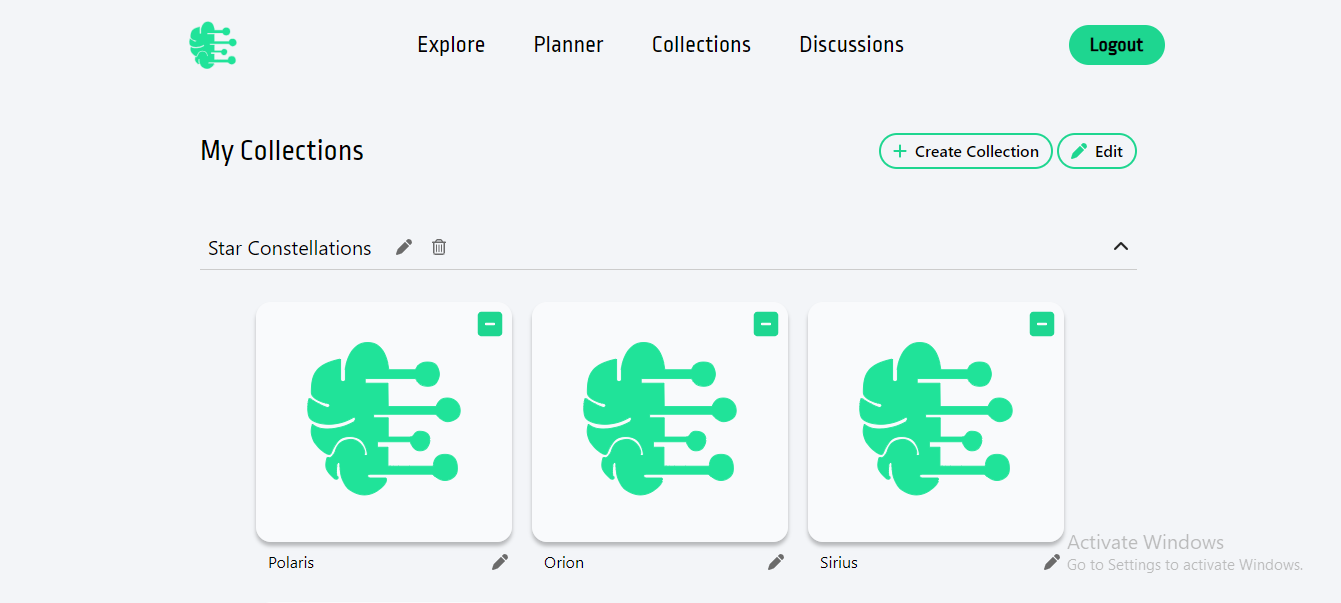 Explore Planner Collections Discussions Logout
My Collections Create Collection Edit
Star Constellations
Polaris Orion Sirius
Activate Windows
Go to Settings to activate Windows.